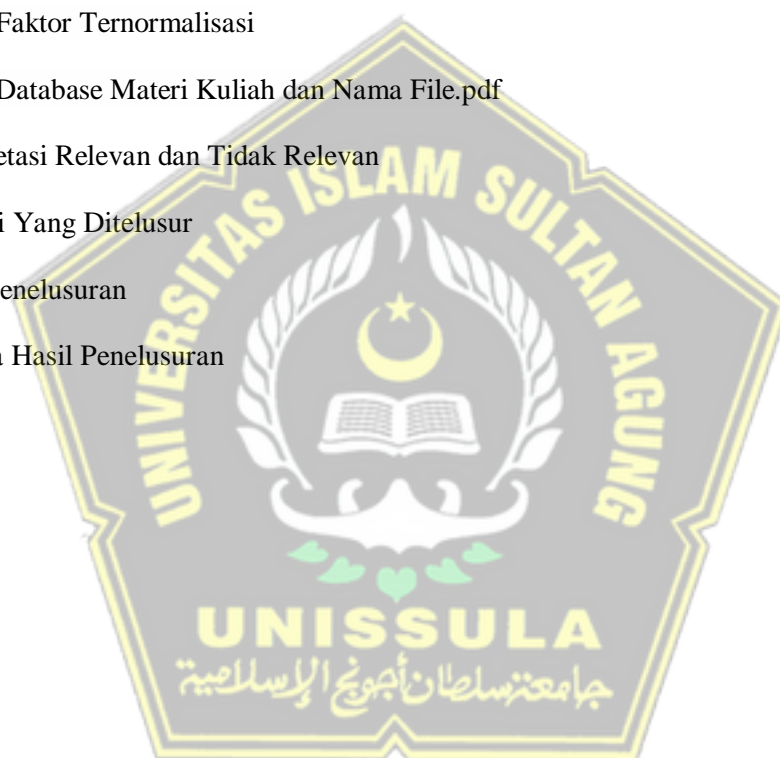 Faktor Ternormalisasi
Database Materi Kuliah dan Nama File.pdf
etasi Relevan dan Tidak Relevan
i Yang Ditelusur
enelusuran
Hasil Penelusuran
UNIVERSITAS ISLAM SULTAN AGUNG
UNISSULA
جامعة سلطان أجونج الإسلامية